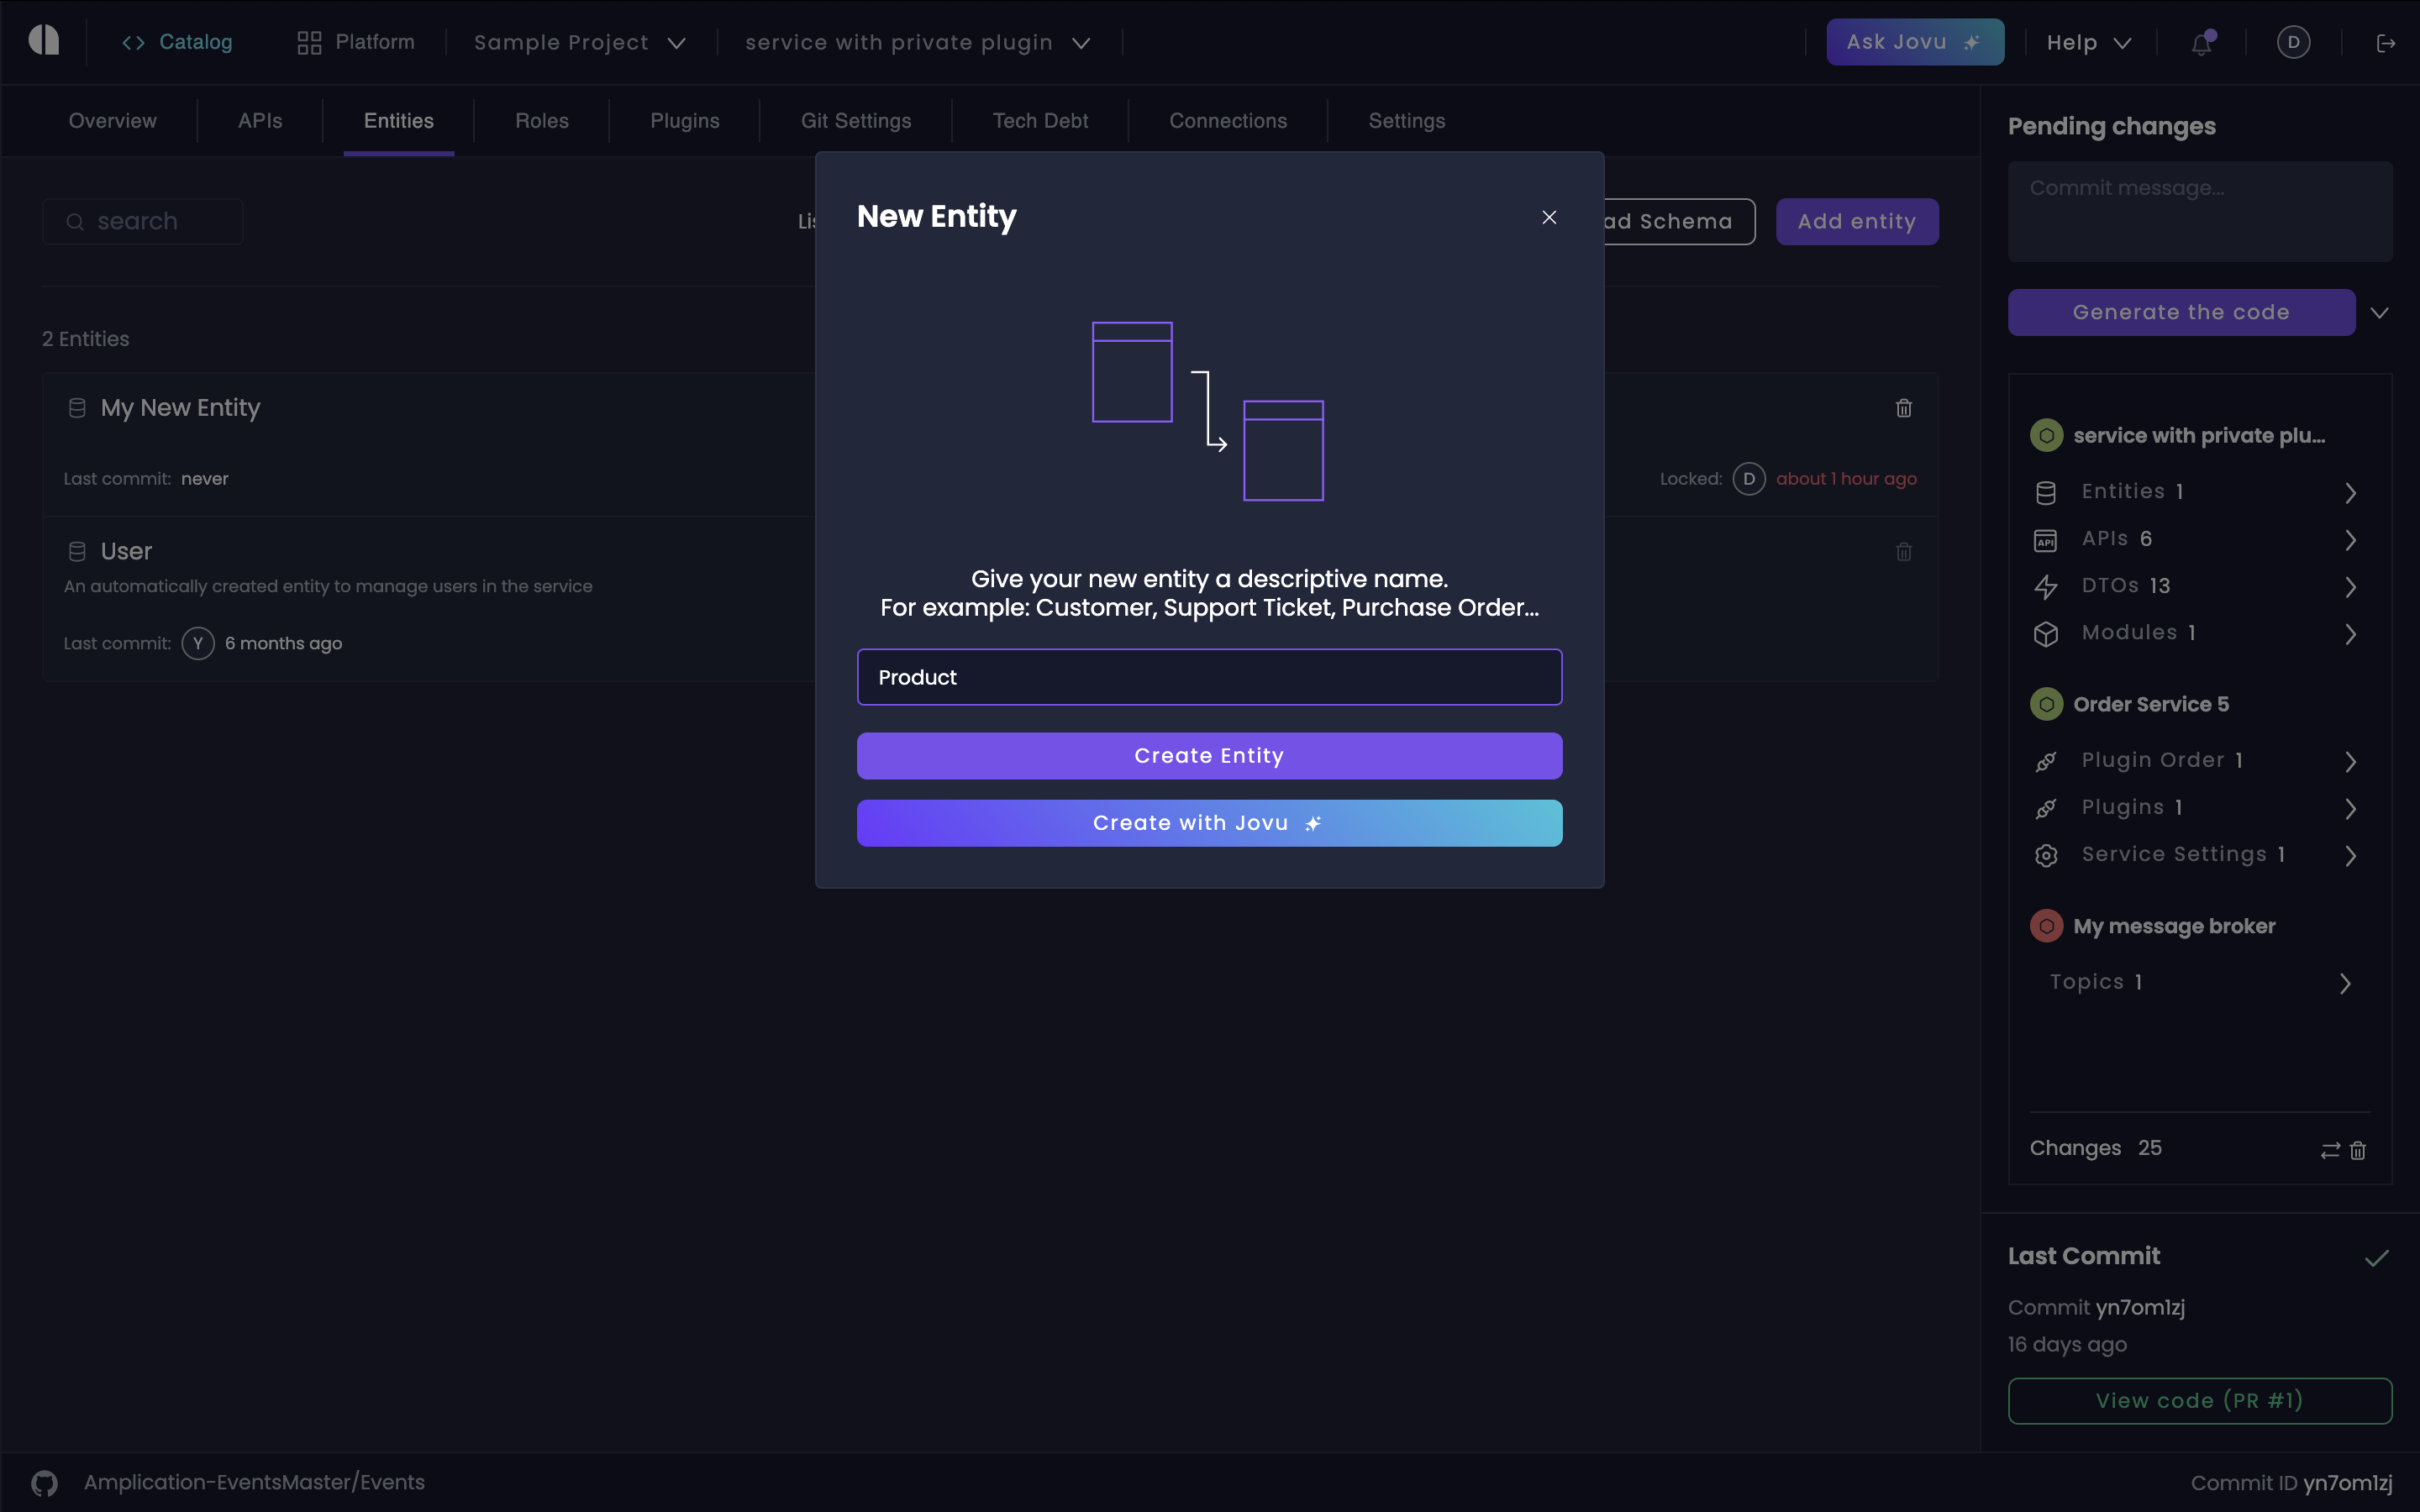 Catalog
Platform
Sample Project
service with private plugin
Ask Jovu
Help
D
Overview
APIs
Entities
Roles
Plugins
Git Settings
Tech Debt
Connections
Settings
search
Lis
ad Schema
Add entity
2 Entities
My New Entity
Last commit: never
Locked: D about 1 hour ago
User
An automatically created entity to manage users in the service
Last commit: Y 6 months ago
New Entity
Give your new entity a descriptive name.
For example: Customer, Support Ticket, Purchase Order...
Product
Create Entity
Create with Jovu
Pending changes
Commit message...
Generate the code
service with private plu...
Entities 1
API
APIs 6
DTOs 13
Modules 1
Order Service 5
Plugin Order 1
Plugins 1
Service Settings 1
My message broker
Topics 1
Changes 25
Last Commit
Commit yn7om1zj
16 days ago
View code (PR #1)
Amplication-EventsMaster/Events
Commit ID yn7om1zj